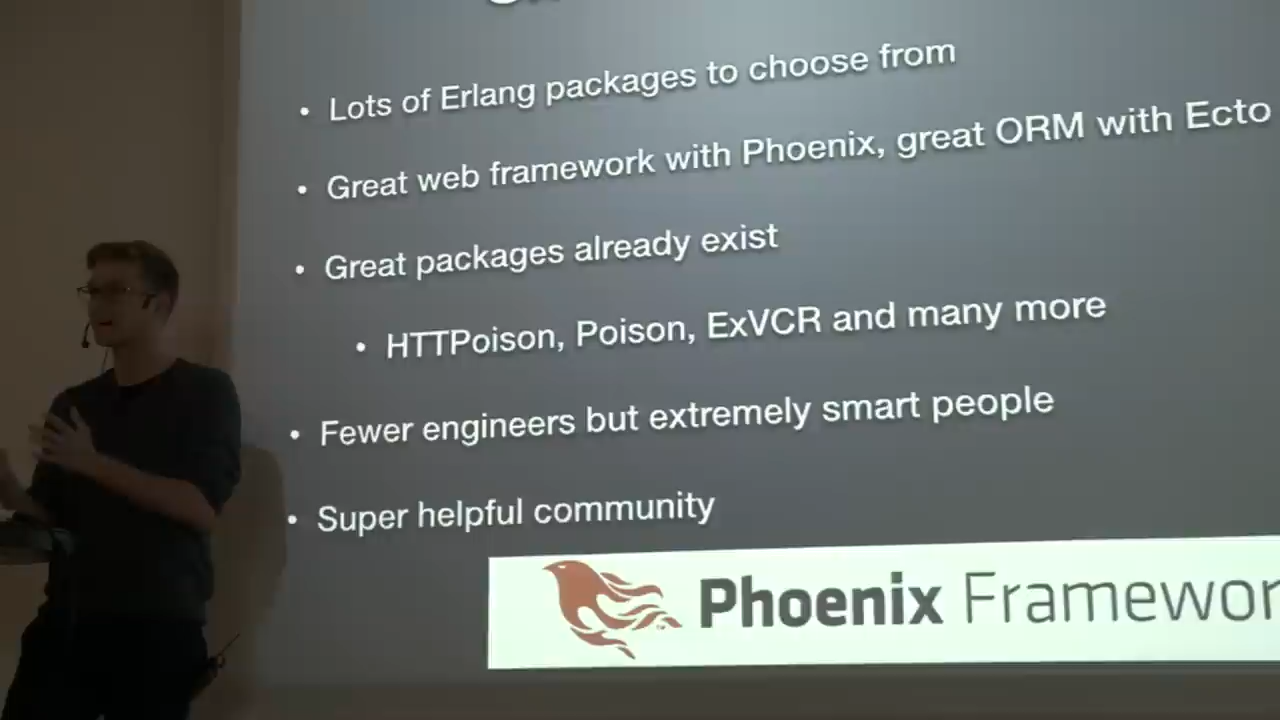 • Lots of Erlang packages to choose from
• Great web framework with Phoenix, great ORM with Ecto
• Great packages already exist
• HTTPoison, Poison, ExVCR and many more
• Fewer engineers but extremely smart people
• Super helpful community
Phoenix Framewor